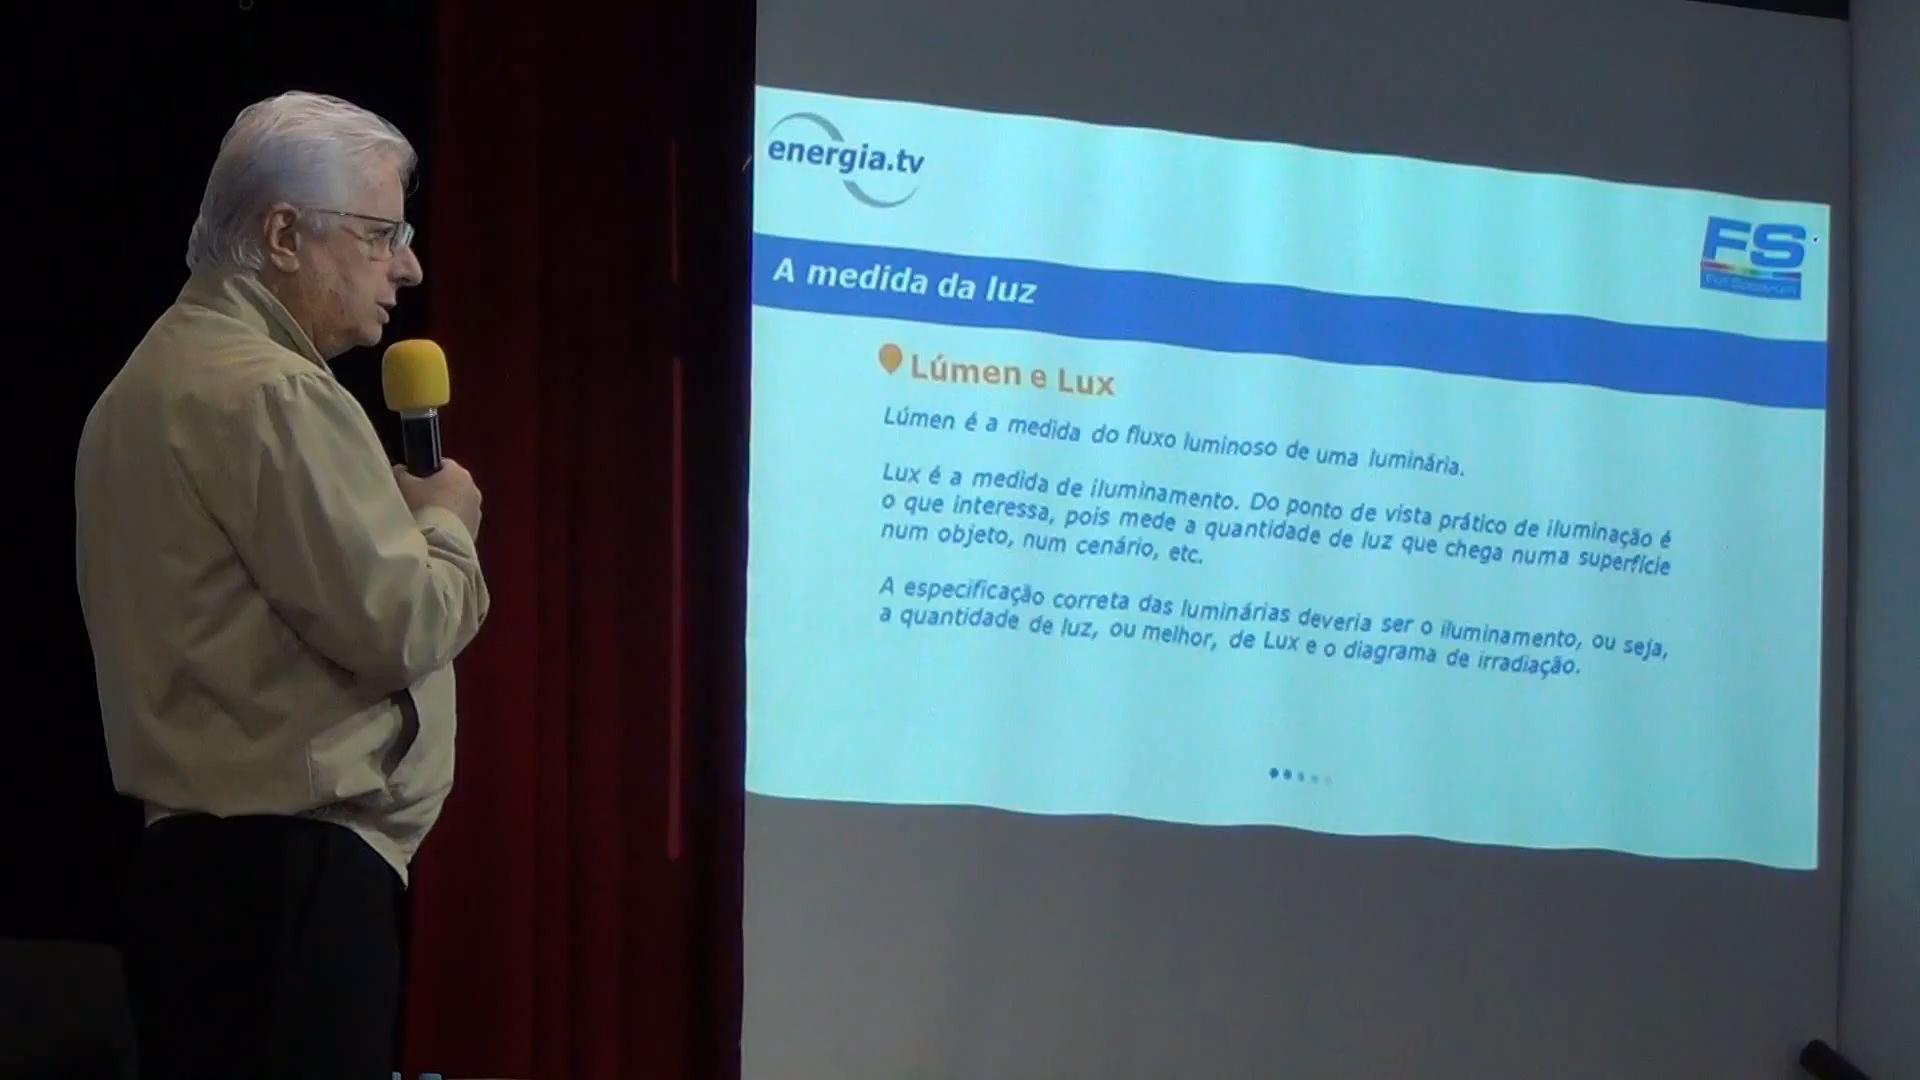 energia.tv
FS
Full Spectrum
A medida da luz
Lúmen e Lux
Lúmen é a medida do fluxo luminoso de uma luminária.
Lux é a medida de iluminamento. Do ponto de vista prático de iluminação é
o que interessa, pois mede a quantidade de luz que chega numa superfície
num objeto, num cenário, etc.
A especificação correta das luminárias deveria ser o iluminamento, ou seja,
a quantidade de luz, ou melhor, de Lux e o diagrama de irradiação.